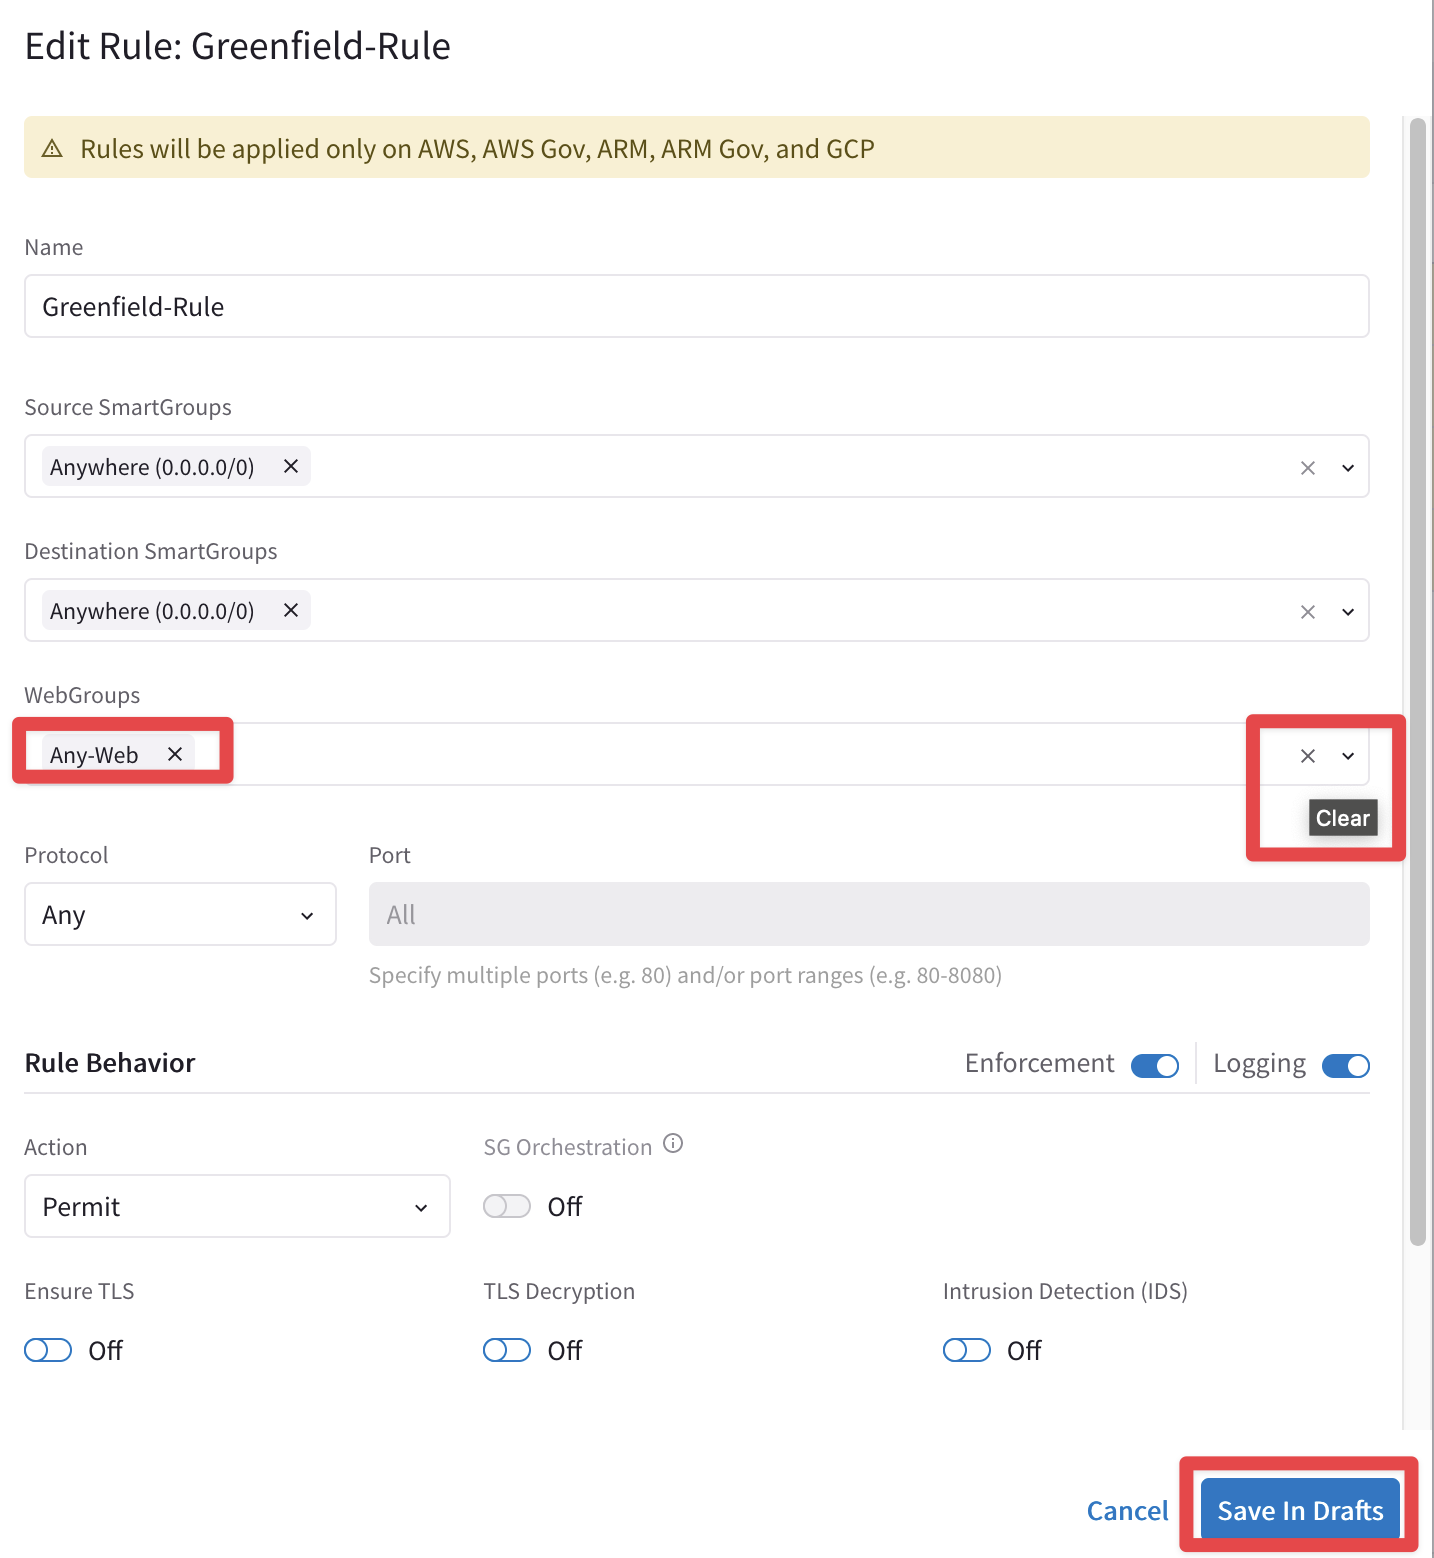 Edit Rule: Greenfield-Rule
Rules will be applied only on AWS, AWS Gov, ARM, ARM Gov, and GCP
Name
Greenfield-Rule
Source SmartGroups
Anywhere (0.0.0.0/0)
Destination SmartGroups
Anywhere (0.0.0.0/0)
WebGroups
Any-Web
Clear
Protocol Port
Any All
Specify multiple ports (e.g. 80) and/or port ranges (e.g. 80-8080)
Rule Behavior Enforcement Logging
Action SG Orchestration
Permit Off
Ensure TLS TLS Decryption Intrusion Detection (IDS)
Off Off Off
Cancel Save In Drafts